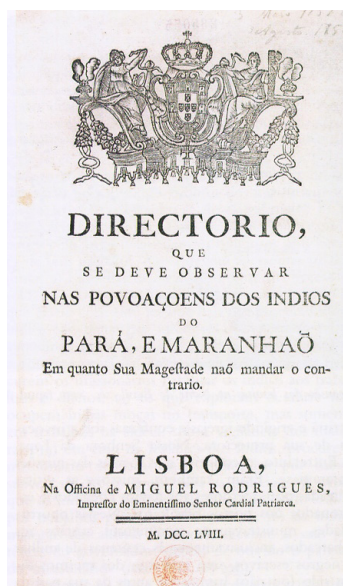 DIRECTORIO,
QUE
SE DEVE OBSERVAR
NAS POVOAÇOENS DOS INDIOS
DO
PARÁ, E MARANHAÕ
Em quanto Sua Mageſtade naõ mandar o con-
trario.
LISBOA,
Na Officina de MIGUEL RODRIGUES,
Impreſſor do Eminentiſſimo Senhor Cardial Patriarca.
M. DCC. LVIII.